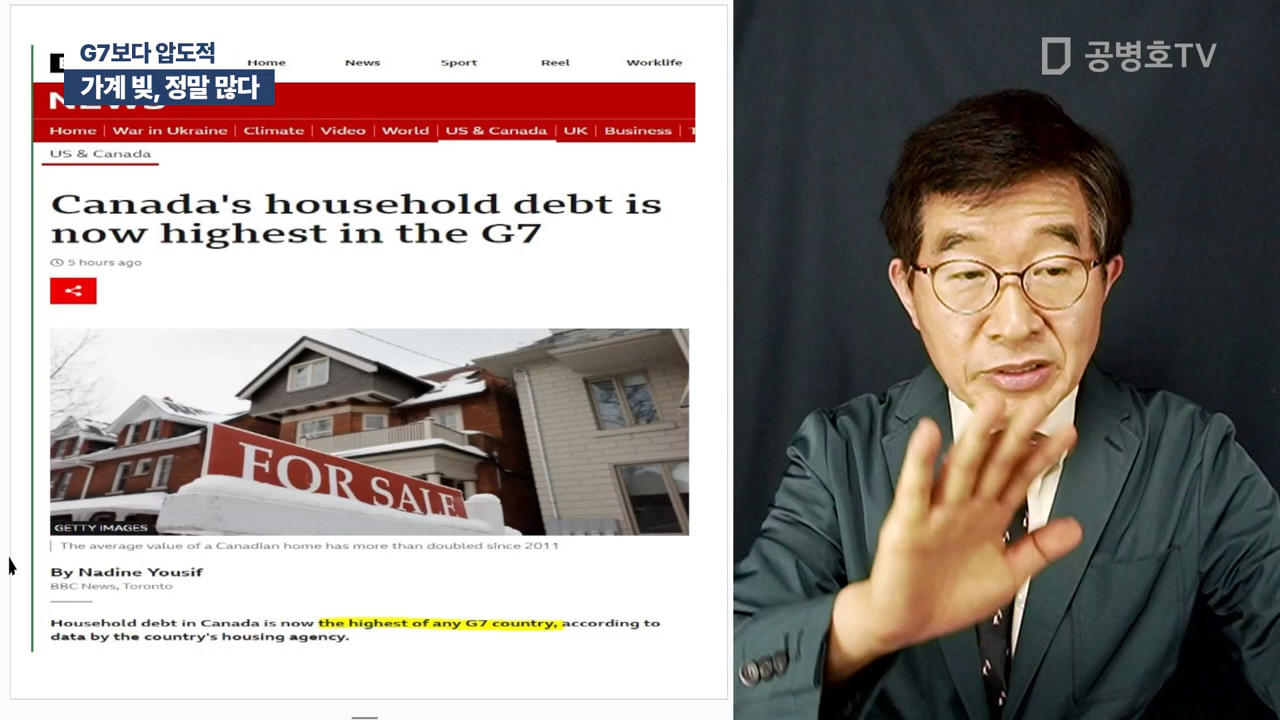 G7보다 압도적
가계 빚, 정말 많다
공병호TV
Home News Sport Reel Worklife
NEWS
Home War in Ukraine Climate Video World US & Canada UK Business
US & Canada
Canada's household debt is
now highest in the G7
5 hours ago
FOR SALE
GETTY IMAGES
The average value of a Canadian home has more than doubled since 2011
By Nadine Yousif
BBC News, Toronto
Household debt in Canada is now the highest of any G7 country, according to
data by the country's housing agency.